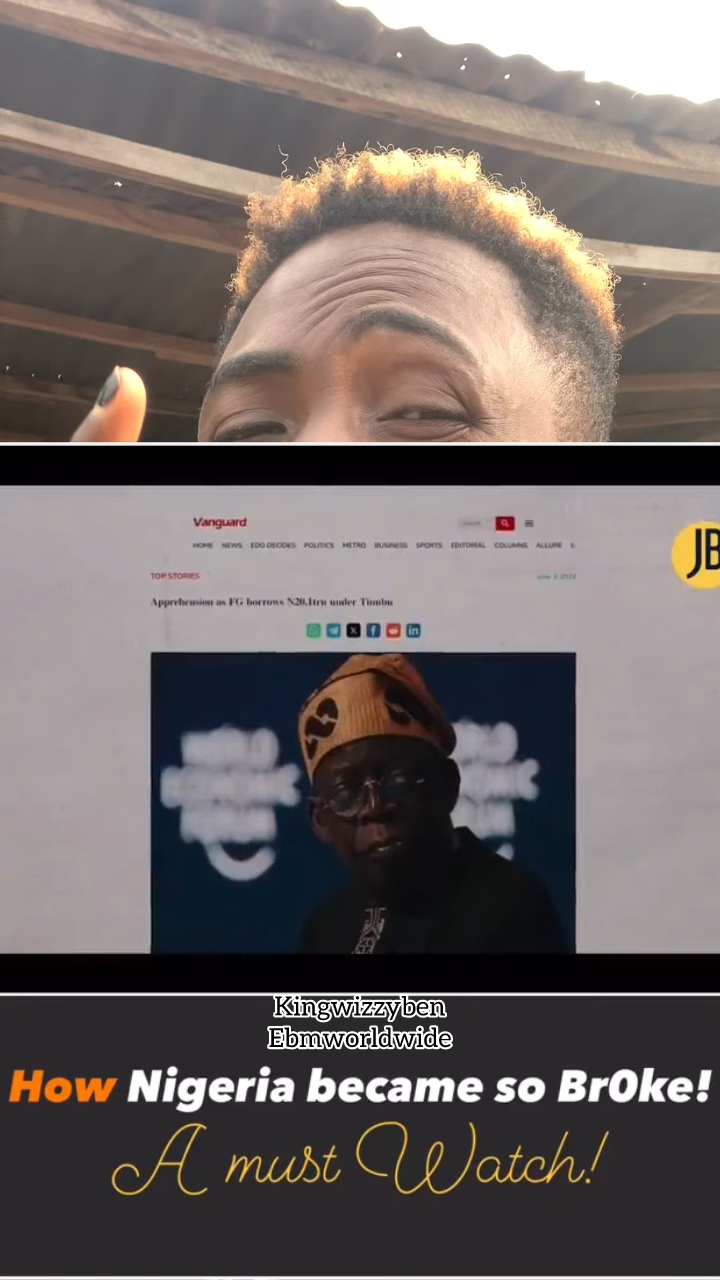 Vanguard
HOME NEWS EDO DECIDES POLITICS METRO BUSINESS SPORTS EDITORIAL COLUMNS ALLURE
TOP STORIES
Apprehension as FG borrows N20.1trn under Tinubu
JB
Kingwizzyben
Ebmworldwide
How Nigeria became so Br0ke!
A must Watch!